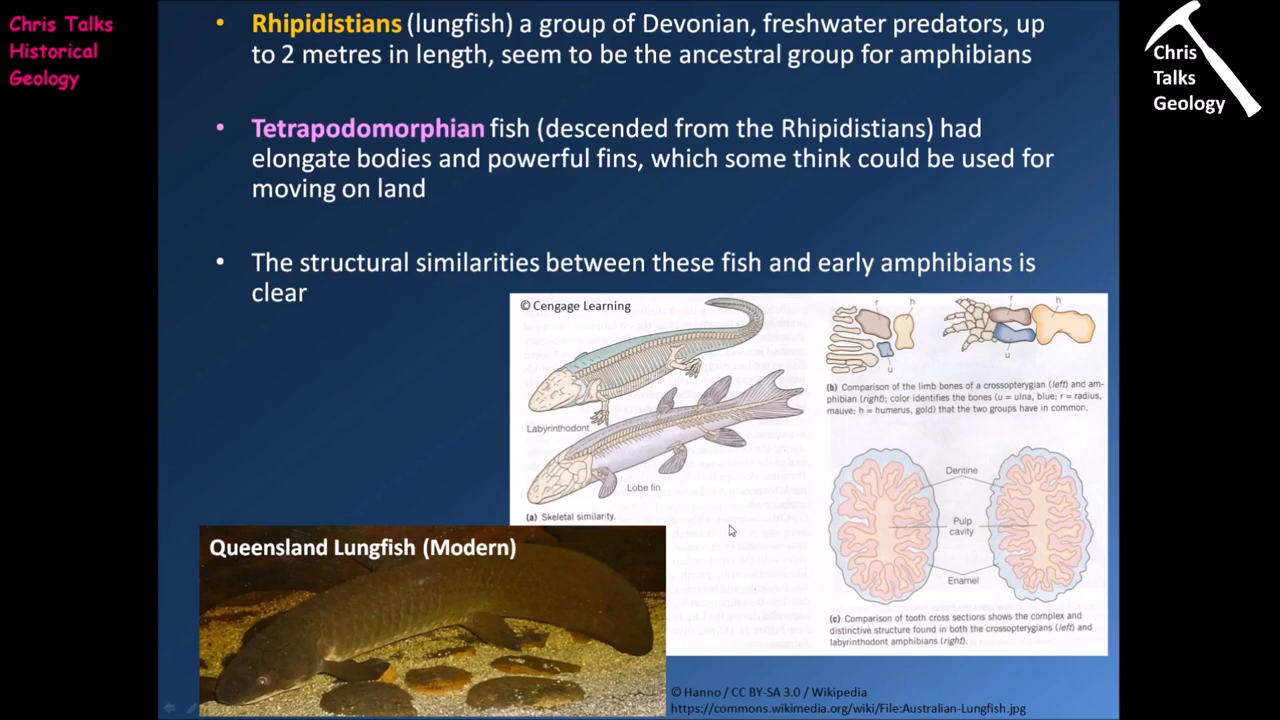 Chris Talks
Historical
Geology
• Rhipidistians (lungfish) a group of Devonian, freshwater predators, up
to 2 metres in length, seem to be the ancestral group for amphibians
• Tetrapodomorphian fish (descended from the Rhipidistians) had
elongate bodies and powerful fins, which some think could be used for
moving on land
• The structural similarities between these fish and early amphibians is
clear
Chris
Talks
Geology
© Cengage Learning
Labyrinthodont
Lobe fin
(a) Skeletal similarity.
r
h
u
r
h
u
(b) Comparison of the limb bones of a crossopterygian (left) and am-
phibian (right); color identifies the bones (u = ulna, blue; r = radius,
mauve; h = humerus, gold) that the two groups have in common.
Dentine
Pulp
cavity
Enamel
(c) Comparison of tooth cross sections shows the complex and
distinctive structure found in both the crossopterygians (left) and
labyrinthodont amphibians (right).
Queensland Lungfish (Modern)
© Hanno / CC BY-SA 3.0 / Wikipedia
https://commons.wikimedia.org/wiki/File:Australian-Lungfish.jpg